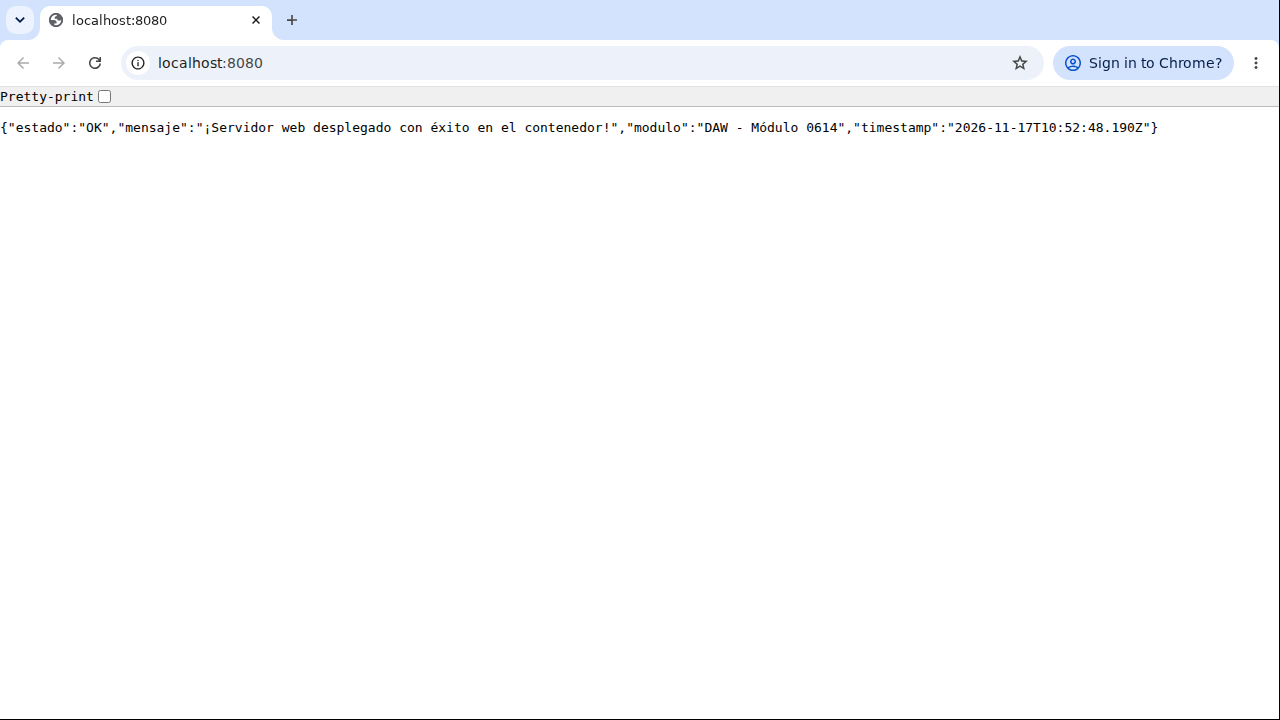 localhost:8080
localhost:8080
Sign in to Chrome?
Pretty-print
{"estado":"OK","mensaje":"¡Servidor web desplegado con éxito en el contenedor!","modulo":"DAW - Módulo 0614","timestamp":"2026-11-17T10:52:48.190Z"}